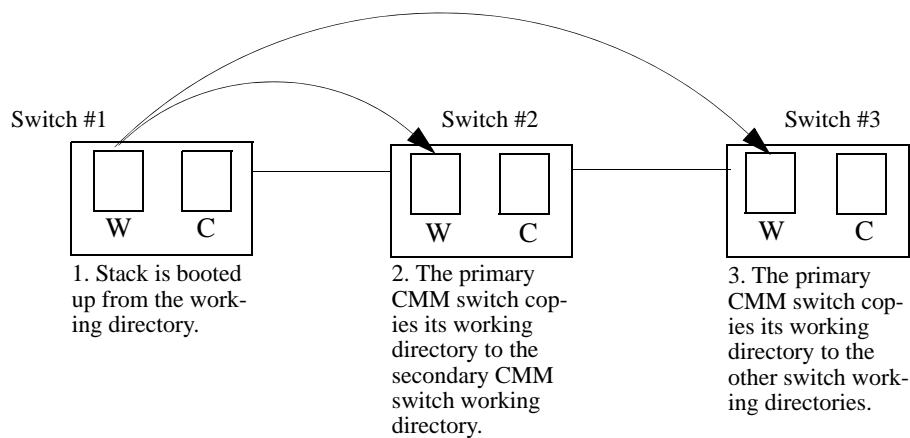 Switch #1
Switch #2
Switch #3
W
C
W
C
W
C
1. Stack is booted
up from the work-
ing directory.
2. The primary
CMM switch cop-
ies its working
directory to the
secondary CMM
switch working
directory.
3. The primary
CMM switch cop-
ies its working
directory to the
other switch work-
ing directories.